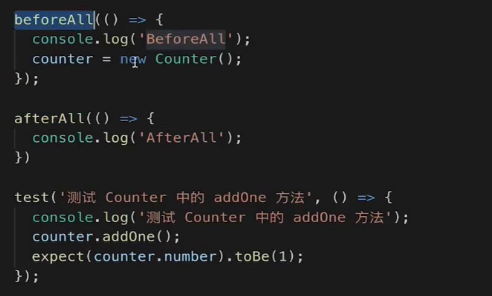 beforeAll(() => {
  console.log('BeforeAll');
  counter = new Counter();
});

afterAll(() => {
  console.log('AfterAll');
})

test('测试 Counter 中的 addOne 方法', () => {
  console.log('测试 Counter 中的 addOne 方法');
  counter.addOne();
  expect(counter.number).toBe(1);
});